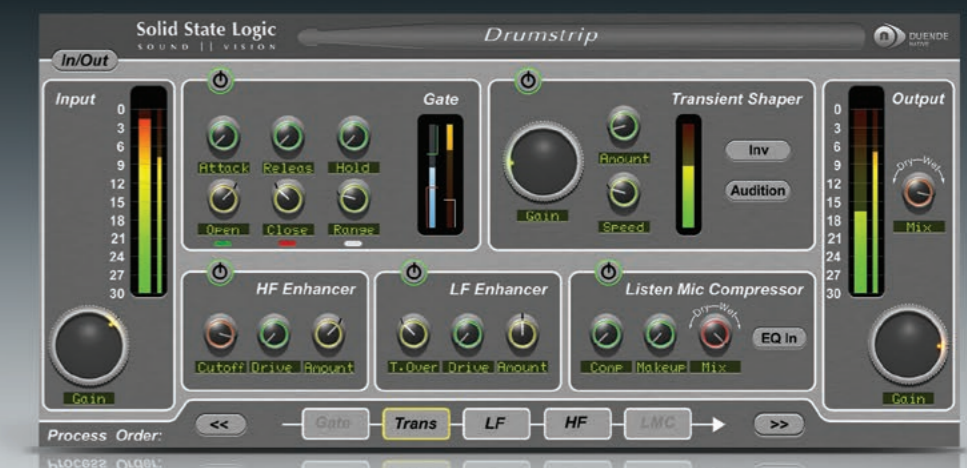 Solid State Logic
SOUND || VISION
Drumstrip
n DUENDE
NATIVE
In/Out
Input
0
3
6
9
12
15
18
21
24
27
30
Gain
Gate
Attack Releas Hold
Open Close Range
Transient Shaper
Gain
Amount
Speed
Inv
Audition
Output
0
3
6
9
12
15
18
21
24
27
30
Dry Wet
Mix
Gain
HF Enhancer
Cutoff Drive Amount
LF Enhancer
T.Over Drive Amount
Listen Mic Compressor
Dry Wet
Comp Makeup Mix
EQ In
Process Order:
<<
Gate
Trans
LF
HF
LMC
>>